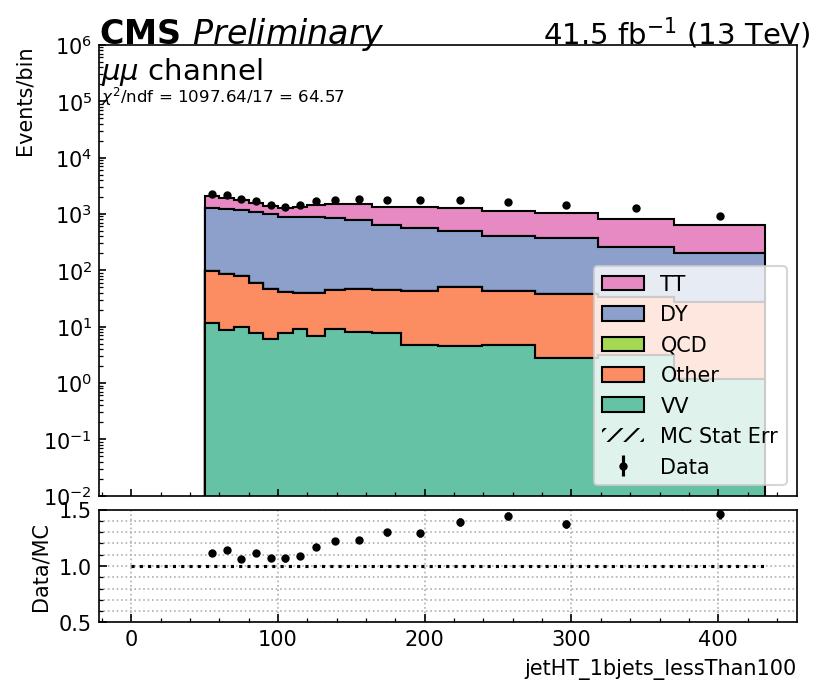 CMS Preliminary 41.5 fb⁻¹ (13 TeV)
μμ channel
χ²/ndf = 1097.64/17 = 64.57
Events/bin
10⁶
10⁵
10⁴
10³
10²
10¹
10⁰
10⁻¹
10⁻²
TT
DY
QCD
Other
VV
MC Stat Err
Data
Data/MC
1.5
1.0
0.5
0 100 200 300 400
jetHT_1bjets_lessThan100